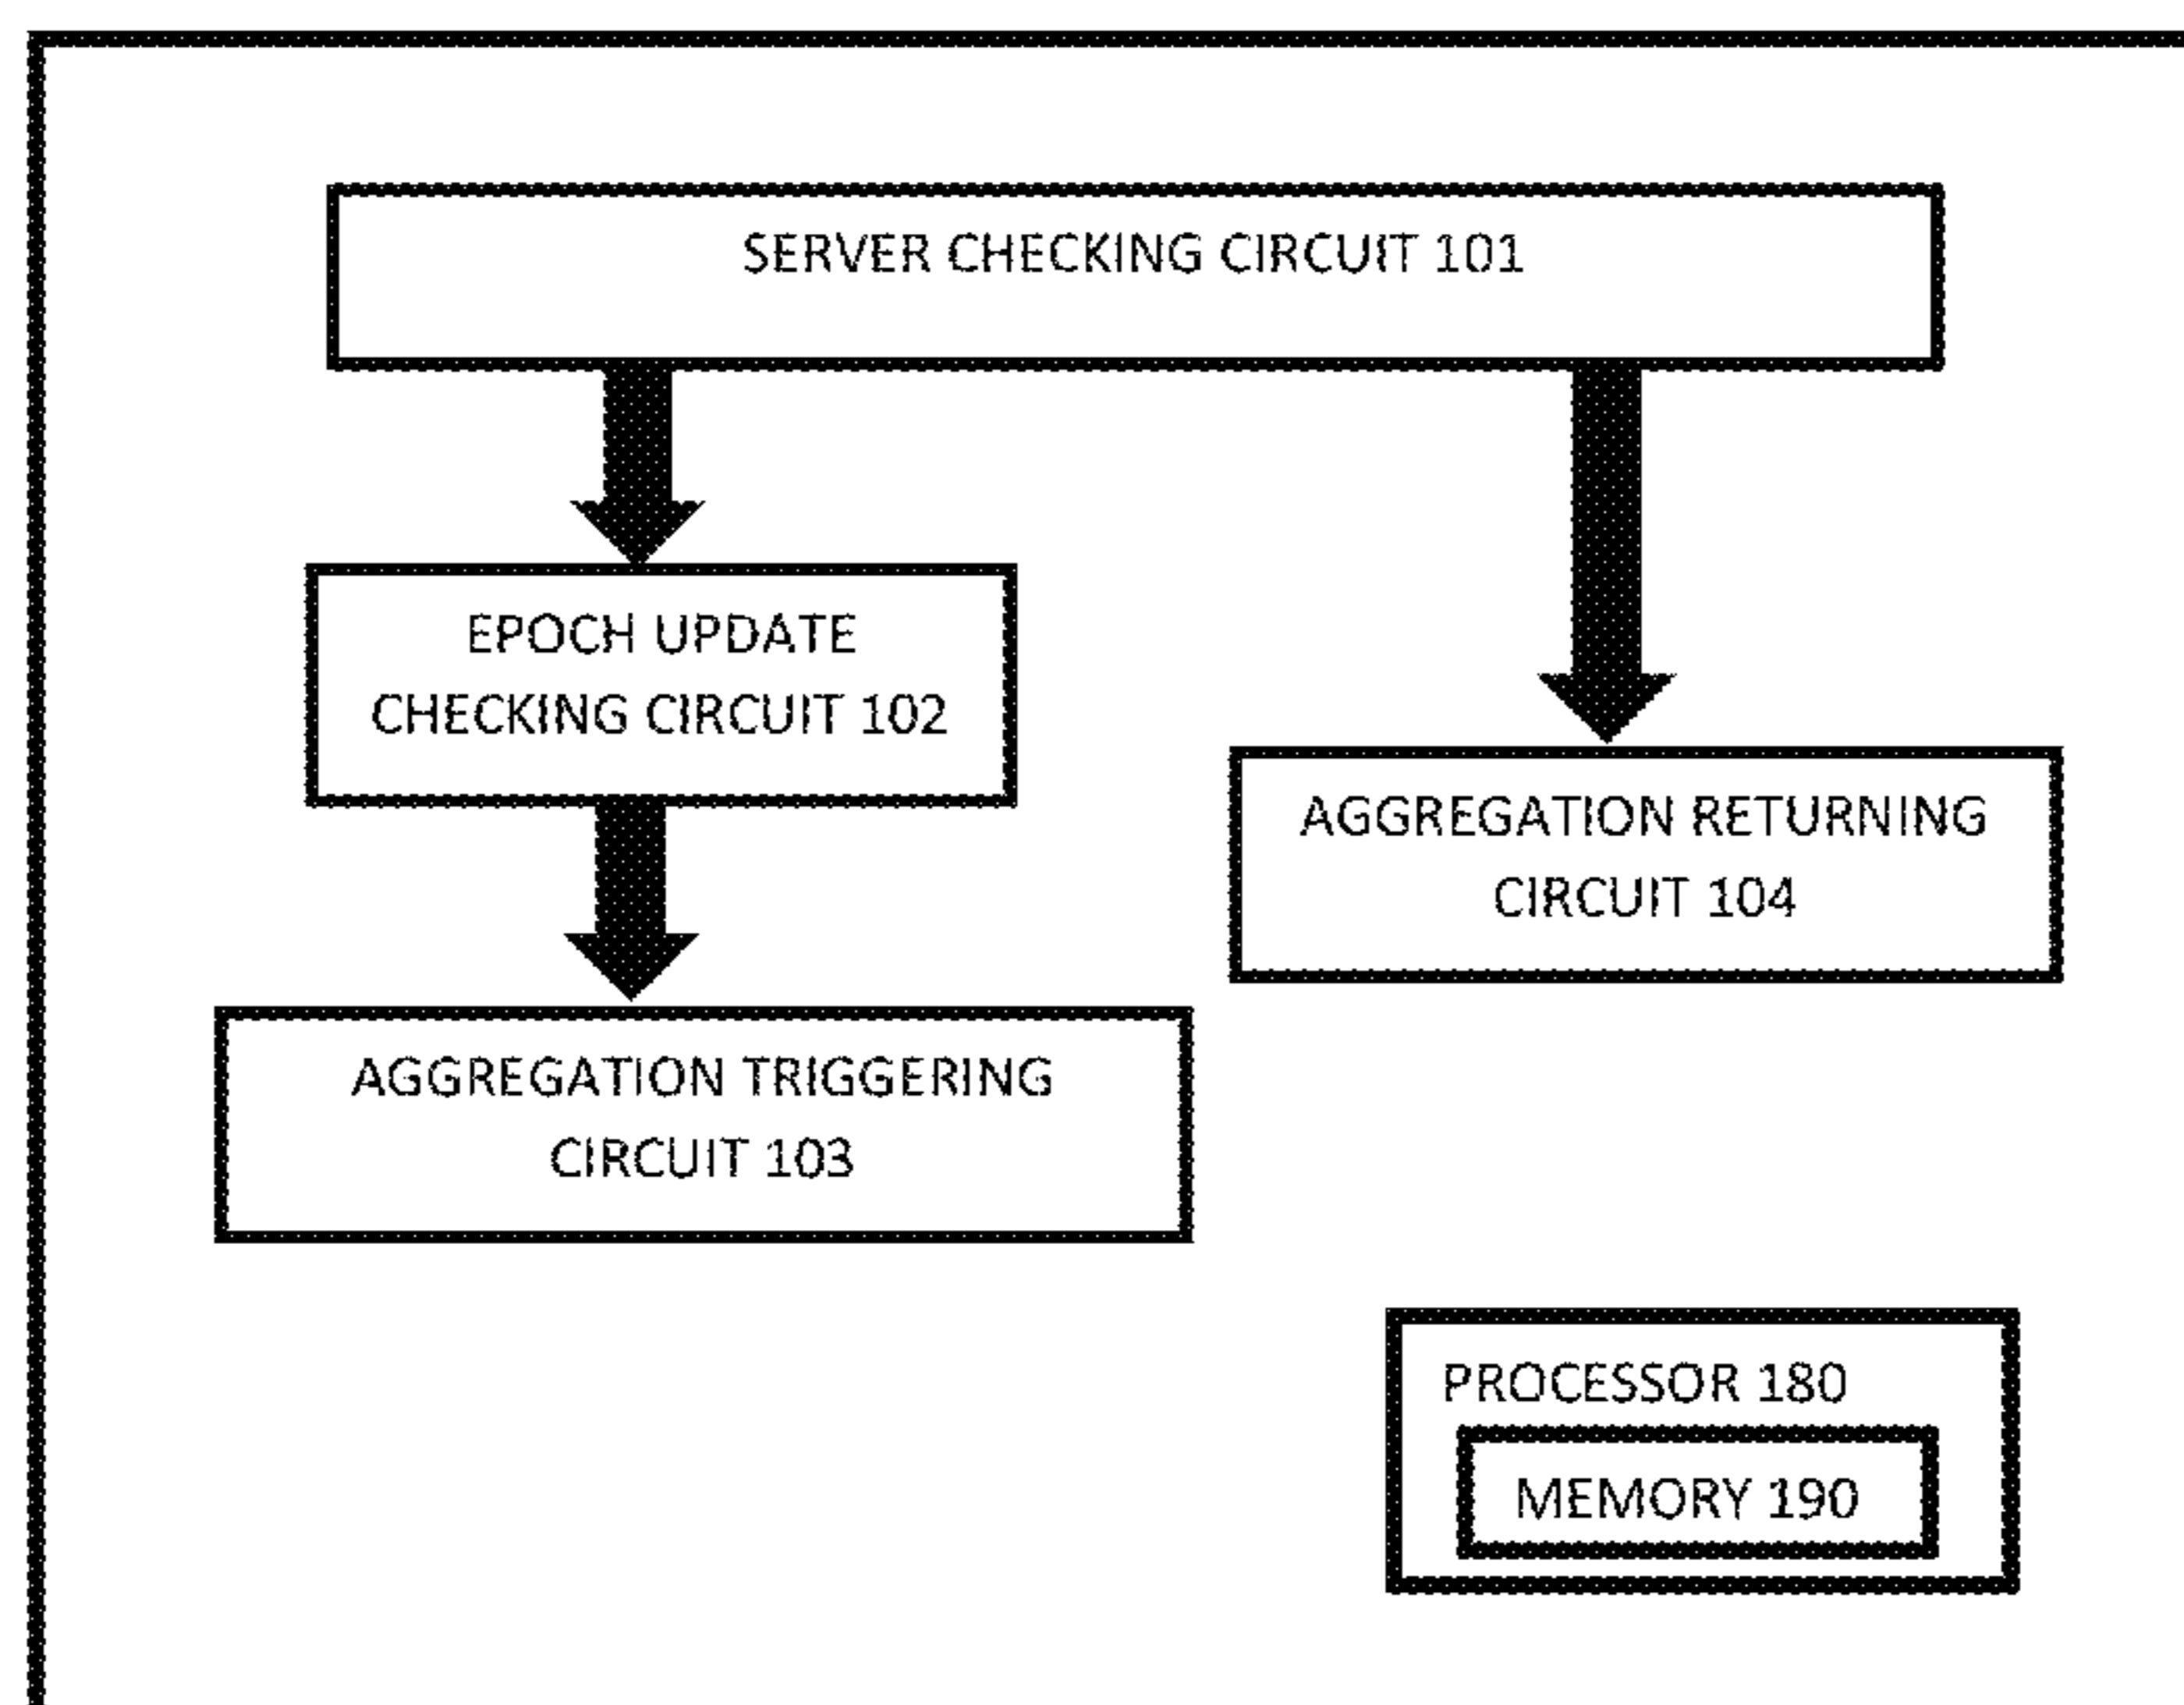 SERVER CHECKING CIRCUIT 101
EPOCH UPDATE
CHECKING CIRCUIT 102
AGGREGATION RETURNING
CIRCUIT 104
AGGREGATION TRIGGERING
CIRCUIT 103
PROCESSOR 180
MEMORY 190